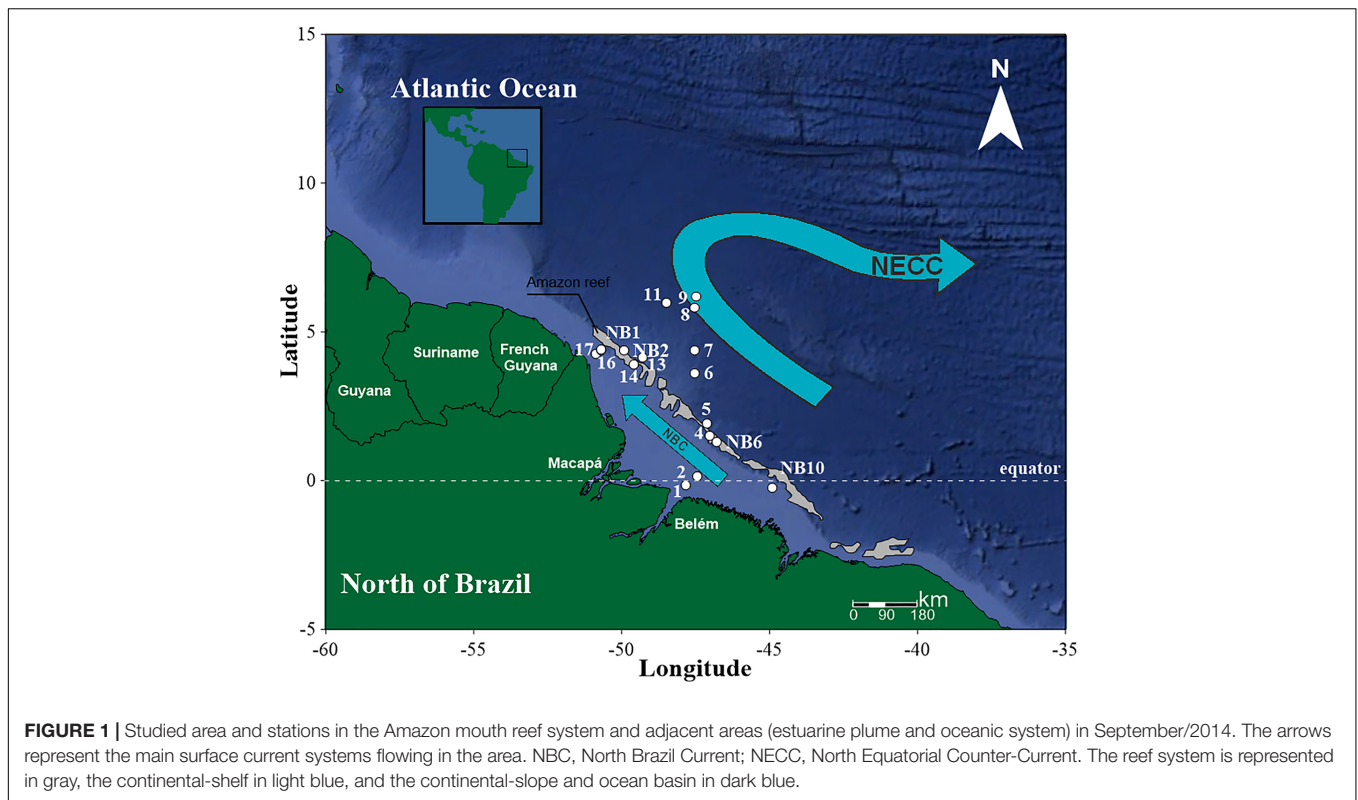 15
10
5
0
-5
Latitude
Atlantic Ocean
N
NECC
Amazon reef
11
9
8
NB1
17
16
NB2
7
13
14
6
Suriname
French
Guyana
Guyana
5
4
NB6
NBC
Macapá
NB10
equator
2
1
Belém
North of Brazil
km
0 90 180
-60 -55 -50 -45 -40 -35
Longitude
FIGURE 1 | Studied area and stations in the Amazon mouth reef system and adjacent areas (estuarine plume and oceanic system) in September/2014. The arrows
represent the main surface current systems flowing in the area. NBC, North Brazil Current; NECC, North Equatorial Counter-Current. The reef system is represented
in gray, the continental-shelf in light blue, and the continental-slope and ocean basin in dark blue.